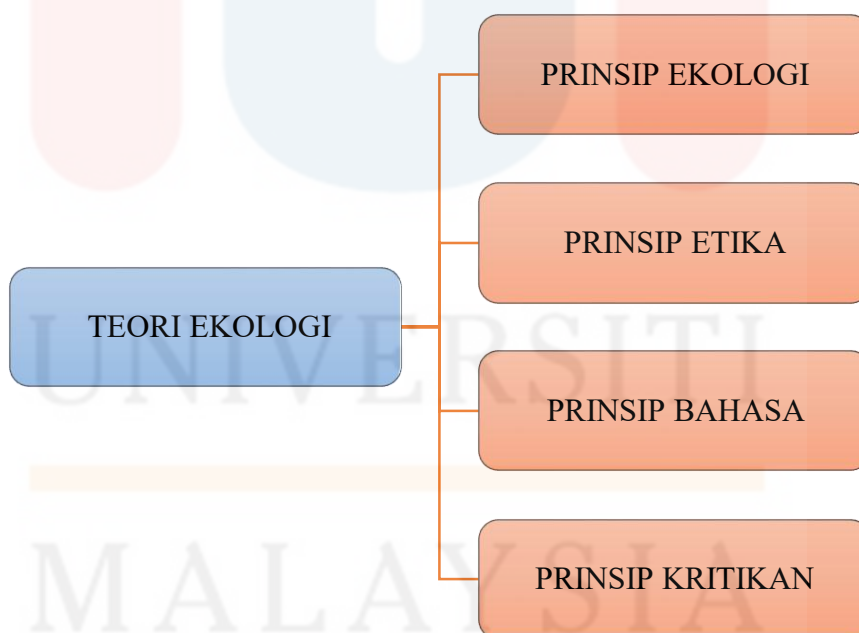 PRINSIP EKOLOGI
PRINSIP ETIKA
TEORI EKOLOGI
UNIVERSITI
PRINSIP BAHASA
MALAYSIA
PRINSIP KRITIKAN